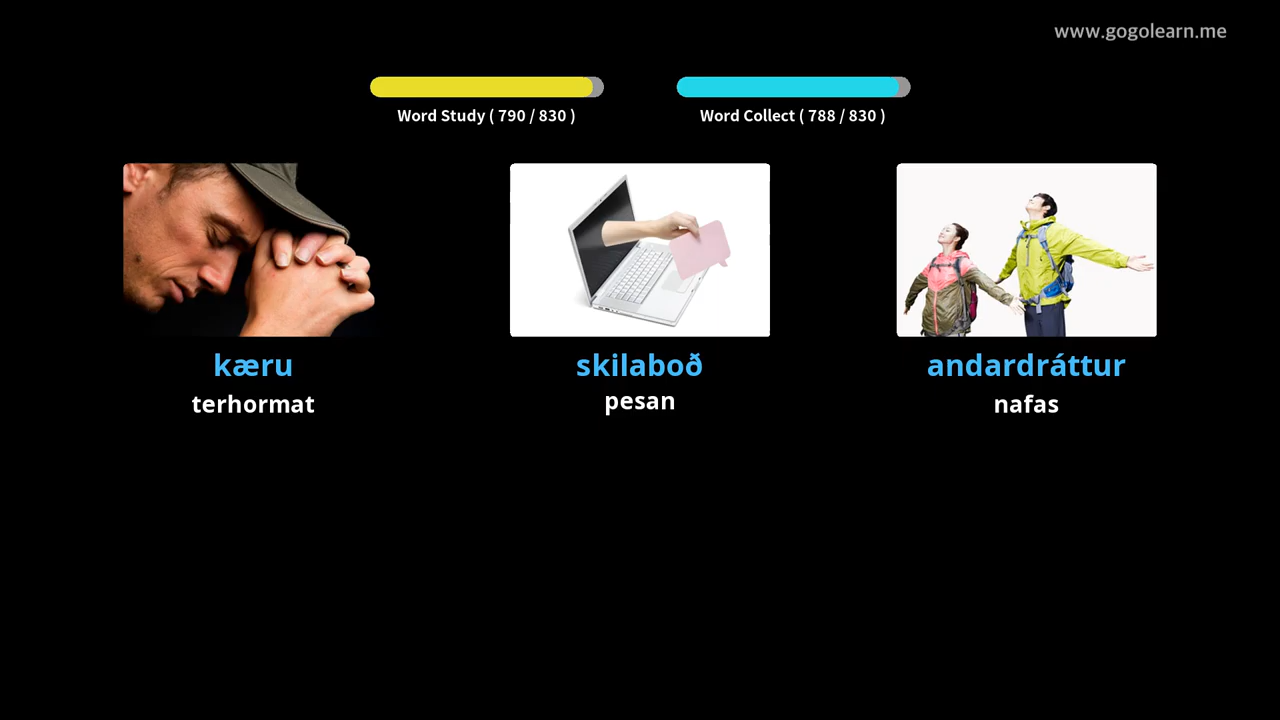 www.gogolearn.me
Word Study ( 790 / 830 )
Word Collect ( 788 / 830 )
kæru
terhormat
skilaboð
pesan
andardráttur
nafas